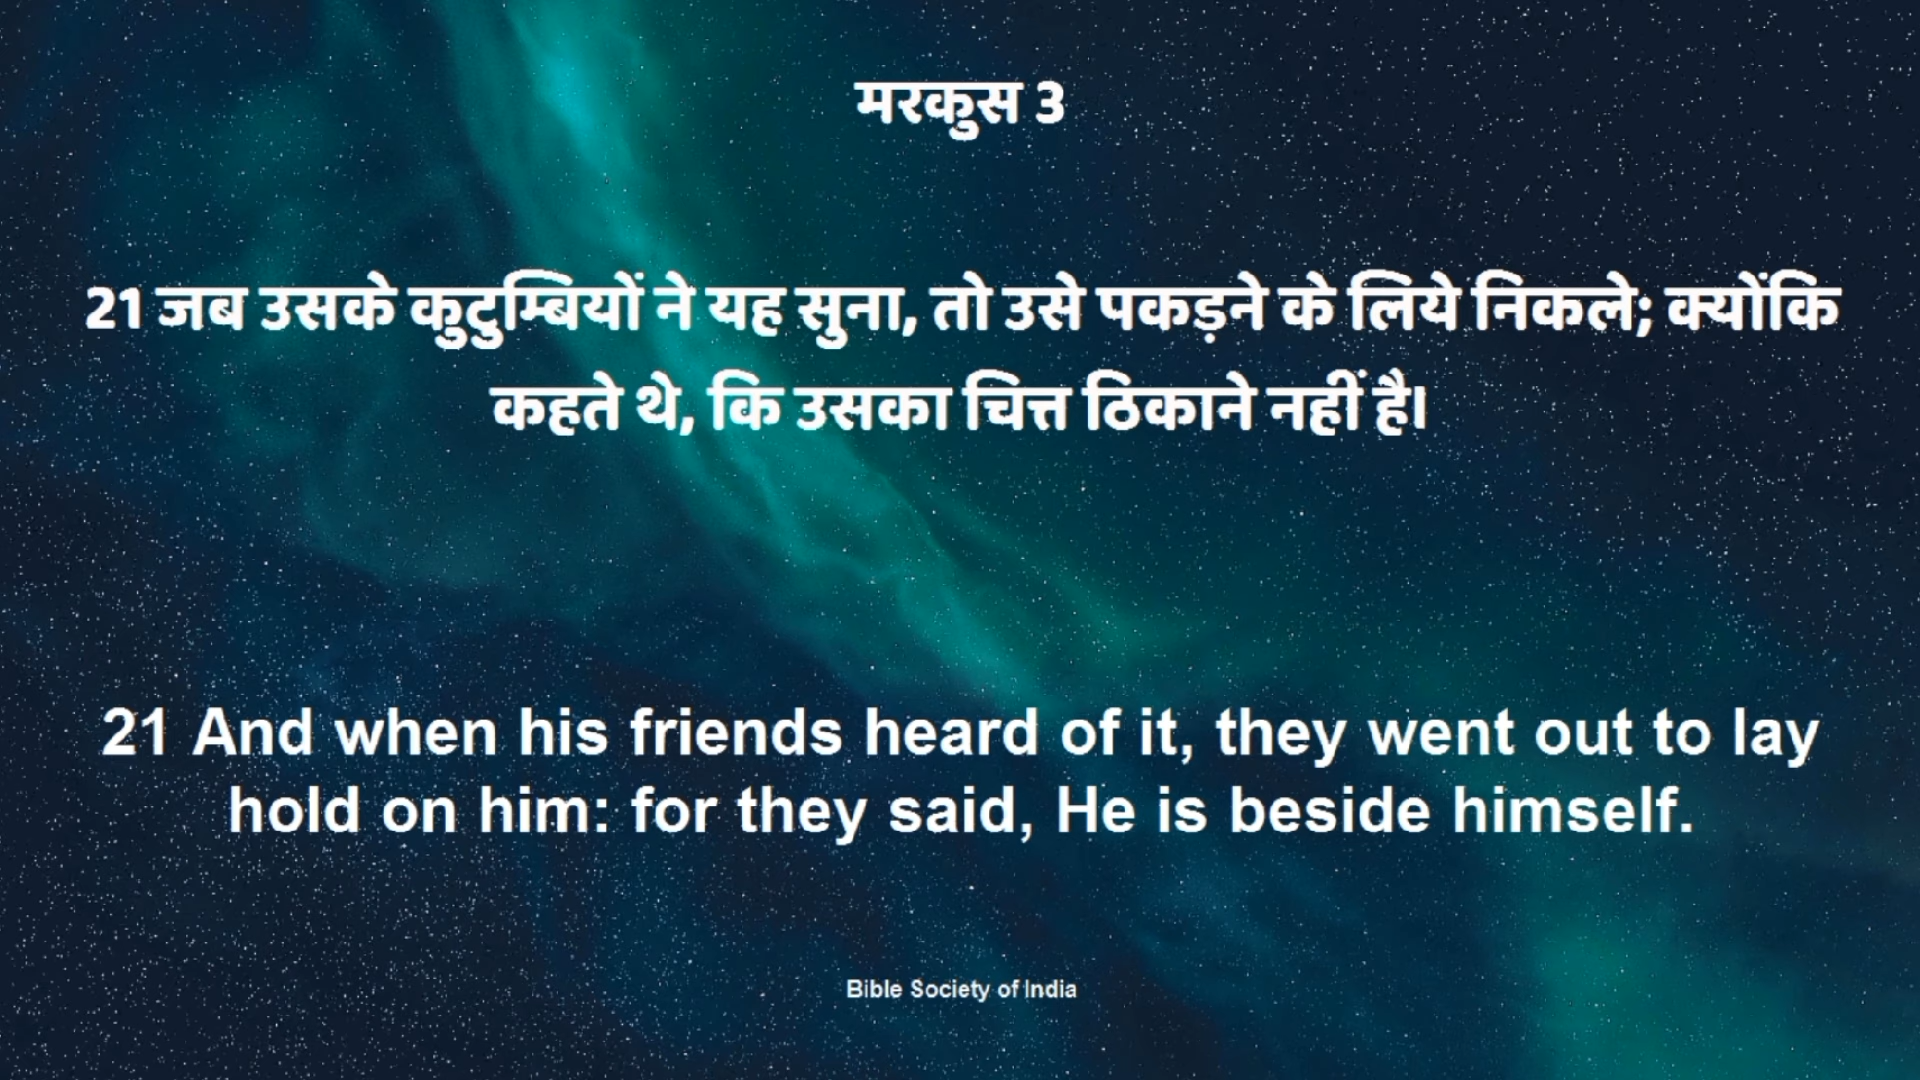 मरकुस 3
21 जब उसके कुटुम्बियों ने यह सुना, तो उसे पकड़ने के लिये निकले; क्योंकि
कहते थे, कि उसका चित्त ठिकाने नहीं है।
21 And when his friends heard of it, they went out to lay
hold on him: for they said, He is beside himself.
Bible Society of India